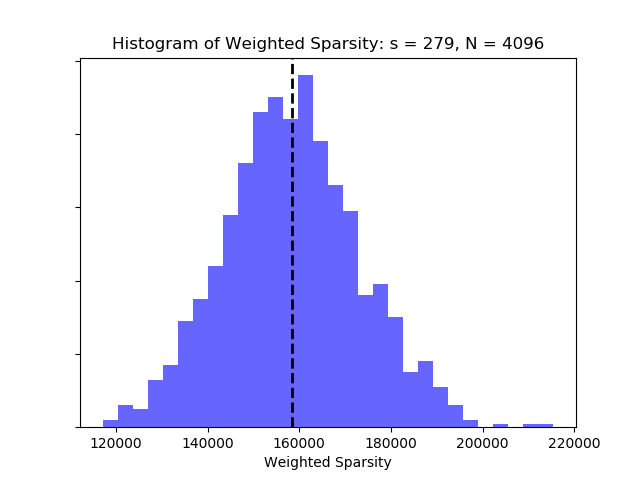 Histogram of Weighted Sparsity: s = 279, N = 4096
120000 140000 160000 180000 200000 220000
Weighted Sparsity